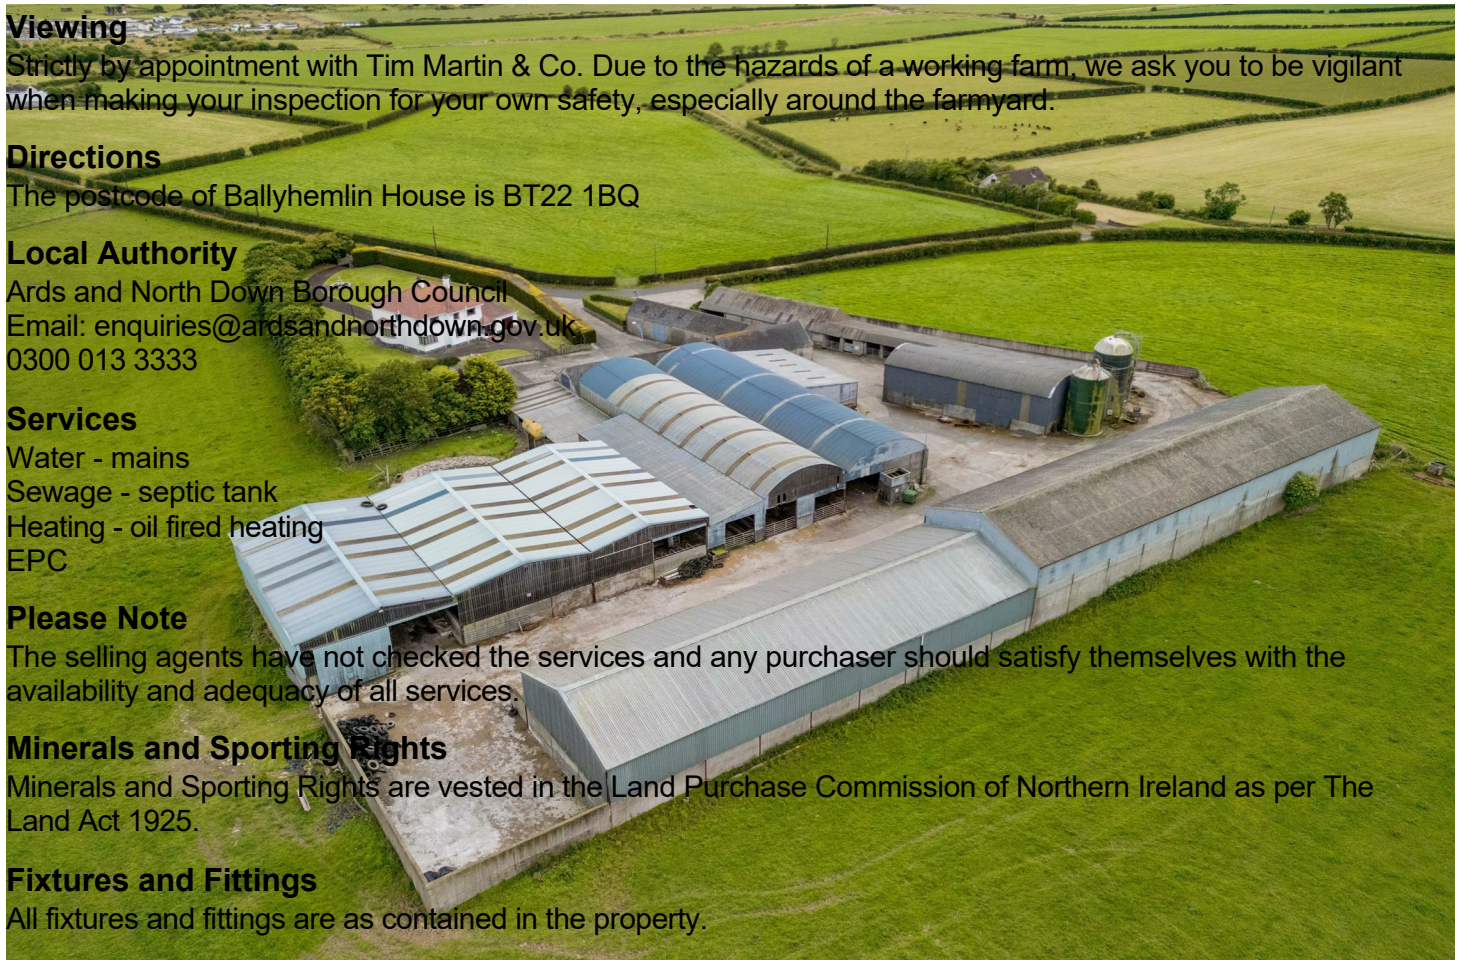 Viewing
Strictly by appointment with Tim Martin & Co. Due to the hazards of a working farm, we ask you to be vigilant
when making your inspection for your own safety, especially around the farmyard.
Directions
The postcode of Ballyhemlin House is BT22 1BQ
Local Authority
Ards and North Down Borough Council
Email: enquiries@ardsandnorthdown.gov.uk
0300 013 3333
Services
Water - mains
Sewage - septic tank
Heating - oil fired heating
EPC
Please Note
The selling agents have not checked the services and any purchaser should satisfy themselves with the
availability and adequacy of all services.
Minerals and Sporting Rights
Minerals and Sporting Rights are vested in the Land Purchase Commission of Northern Ireland as per The
Land Act 1925.
Fixtures and Fittings
All fixtures and fittings are as contained in the property.